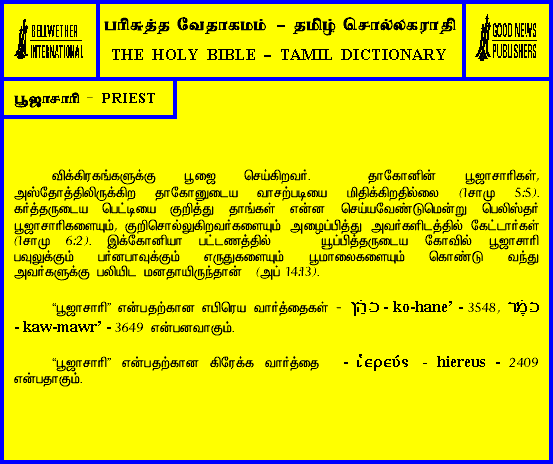 BELLWETHER
INTERNATIONAL
பரிசுத்த வேதாகமம் – தமிழ் சொல்லகராதி
THE HOLY BIBLE – TAMIL DICTIONARY
GOOD NEWS
PUBLISHERS
பூஜாசாரி – PRIEST
விக்கிரகங்களுக்கு பூஜை செய்கிறவர். தாகோனின் பூஜாசாரிகள்,
அஸ்தோத்திலிருக்கிற தாகோனுடைய வாசற்படியை மிதிக்கிறதில்லை (1சாமு 5:5).
கர்த்தருடைய பெட்டியை குறித்து தாங்கள் என்ன செய்யவேண்டுமென்று பெலிஸ்தர்
பூஜாசாரிகளையும், குறிசொல்லுகிறவர்களையும் அழைப்பித்து அவர்களிடத்தில் கேட்டார்கள்
(1சாமு 6:2). இக்கோனியா பட்டணத்தில் யூப்பித்தருடைய கோவில் பூஜாசாரி
பவுலுக்கும் பர்னபாவுக்கும் எருதுகளையும் பூமாலைகளையும் கொண்டு வந்து
அவர்களுக்கு பலியிட மனதாயிருந்தான் (அப் 14:13).
“பூஜாசாரி” என்பதற்கான எபிரெய வார்த்தைகள் - כֹּהֵן - ko-hane’ - 3548, כֹּמֶר
- kaw-mawr’ - 3649 என்பனவாகும்.
“பூஜாசாரி” என்பதற்கான கிரேக்க வார்த்தை - ἱερεύς - hiereus - 2409
என்பதாகும்.